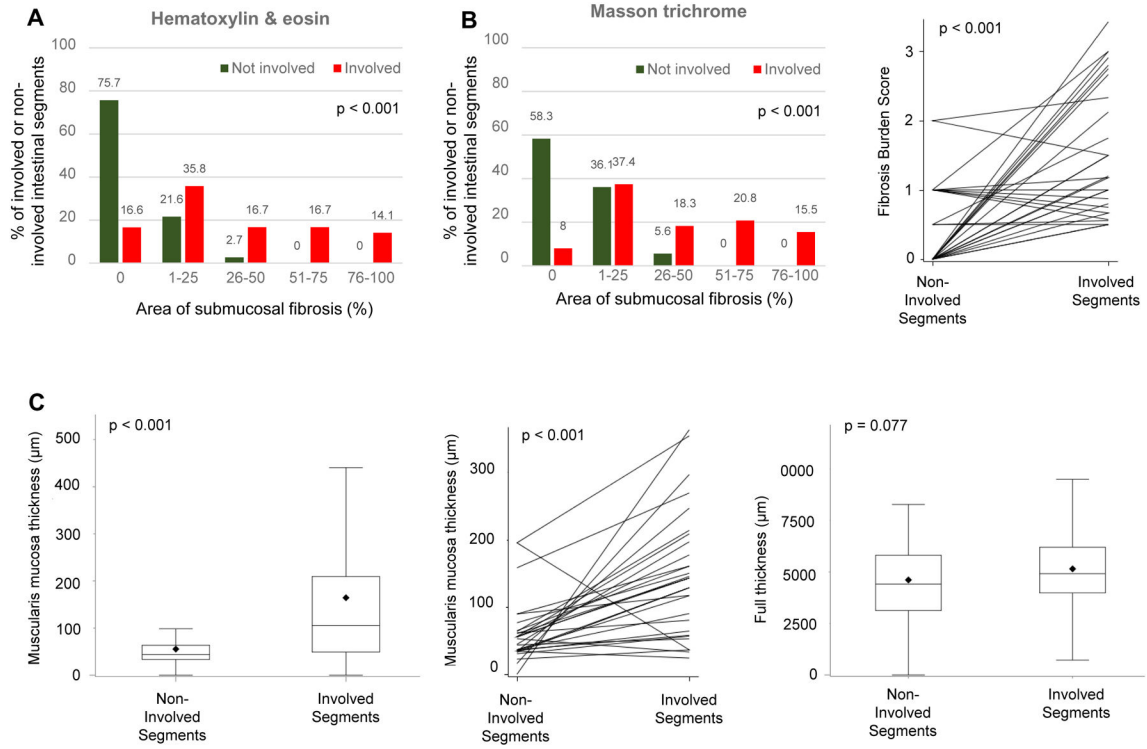 A
Hematoxylin & eosin
% of involved or non-
involved intestinal segments
100
80
60
40
20
0
Not involved
Involved
p < 0.001
75.7
16.6
21.6
35.8
2.7
16.7
0
16.7
0
14.1
0
1-25
26-50
51-75
76-100
Area of submucosal fibrosis (%)
B
Masson trichrome
% of involved or non-
involved intestinal segments
100
80
60
40
20
0
Not involved
Involved
p < 0.001
58.3
8
36.1
37.4
5.6
18.3
0
20.8
0
15.5
0
1-25
26-50
51-75
76-100
Area of submucosal fibrosis (%)
p < 0.001
Fibrosis Burden Score
3
2
1
0
Non-
Involved
Segments
Involved
Segments
C
p < 0.001
Muscularis mucosa thickness (µm)
500
400
300
200
100
0
Non-
Involved
Segments
Involved
Segments
p < 0.001
Muscularis mucosa thickness (µm)
300
200
100
0
Non-
Involved
Segments
Involved
Segments
p = 0.077
Full thickness (µm)
0000
7500
5000
2500
0
Non-
Involved
Segments
Involved
Segments